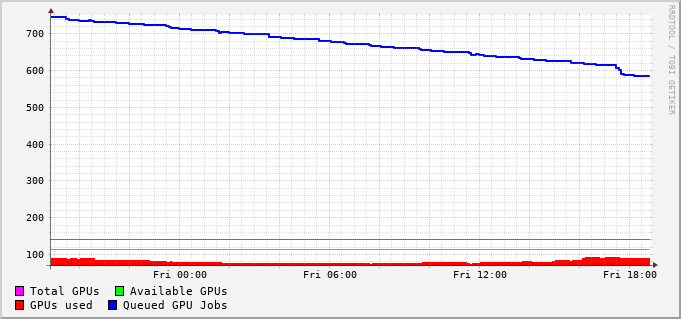 RRDTOOL / TOBI OETIKER
700
600
500
400
300
200
100
Fri 00:00 Fri 06:00 Fri 12:00 Fri 18:00
Total GPUs Available GPUs
GPUs used Queued GPU Jobs